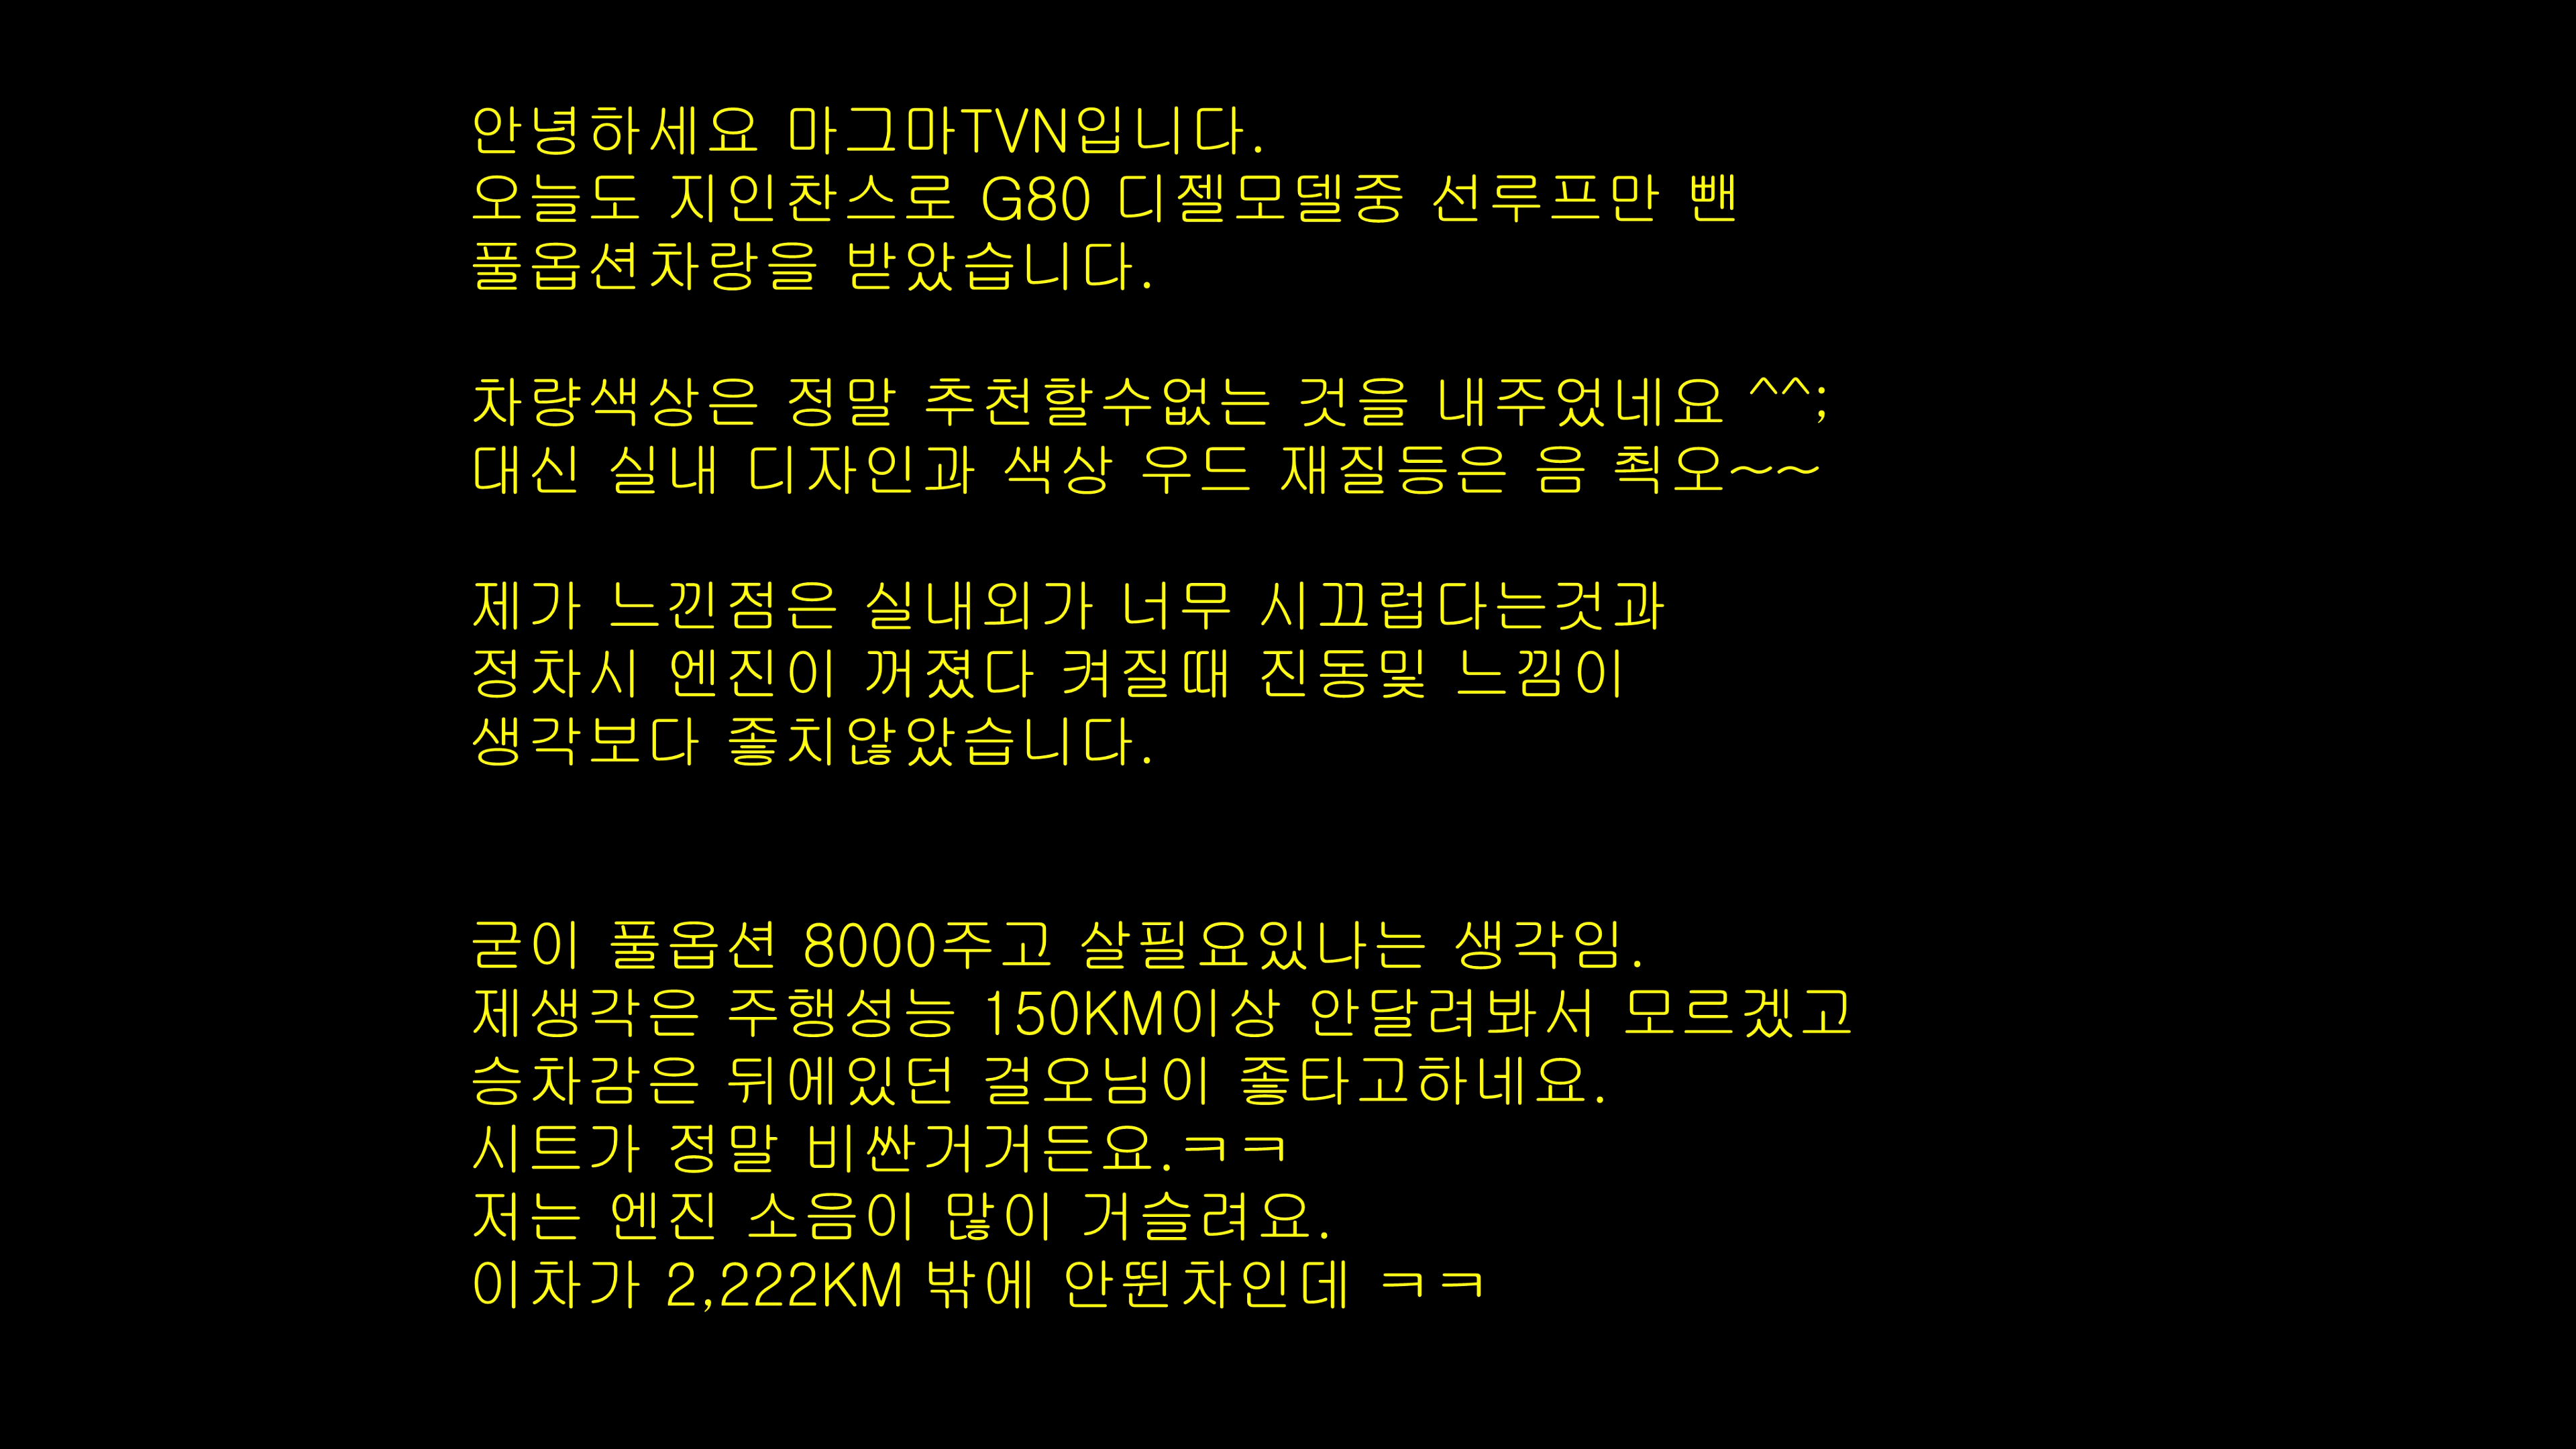 안녕하세요 마그마TVN입니다.
오늘도 지인찬스로 G80 디젤모델중 선루프만 뺀
풀옵션차랑을 받았습니다.
차량색상은 정말 추천할수없는 것을 내주었네요 ^^;
대신 실내 디자인과 색상 우드 재질등은 음 쵝오~~
제가 느낀점은 실내외가 너무 시끄럽다는것과
정차시 엔진이 꺼졌다 켜질때 진동및 느낌이
생각보다 좋치않았습니다.
굳이 풀옵션 8000주고 살필요있나는 생각임.
제생각은 주행성능 150KM이상 안달려봐서 모르겠고
승차감은 뒤에있던 걸오님이 좋타고하네요.
시트가 정말 비싼거거든요.ㅋㅋ
저는 엔진 소음이 많이 거슬려요.
이차가 2,222KM 밖에 안뛴차인데 ㅋㅋ